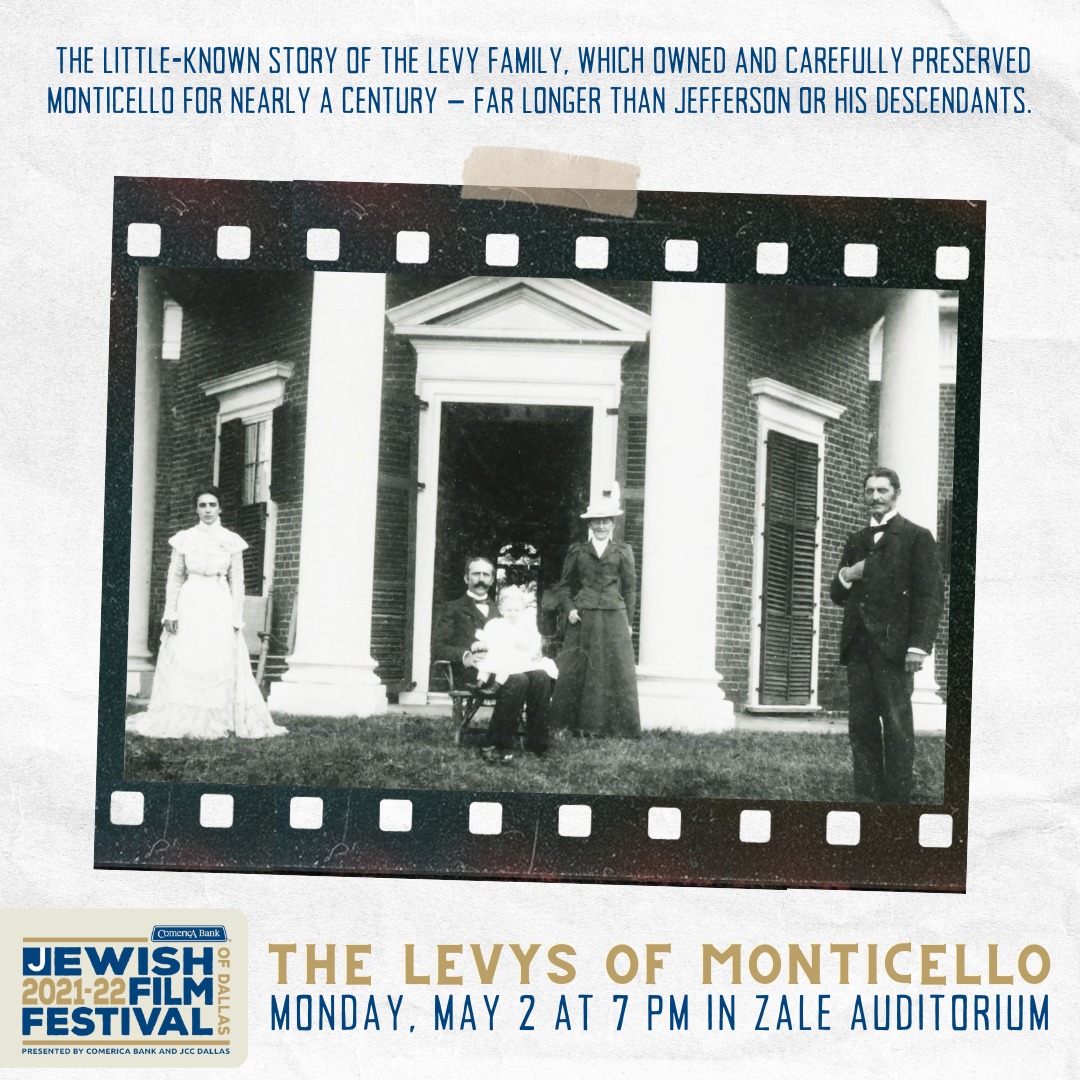 THE LITTLE-KNOWN STORY OF THE LEVY FAMILY, WHICH OWNED AND CAREFULLY PRESERVED
MONTICELLO FOR NEARLY A CENTURY – FAR LONGER THAN JEFFERSON OR HIS DESCENDANTS.
Comerica Bank
JEWISH
2021-22 FILM
FESTIVAL
OF DALLAS
PRESENTED BY COMERICA BANK AND JCC DALLAS
THE LEVYS OF MONTICELLO
MONDAY, MAY 2 AT 7 PM IN ZALE AUDITORIUM